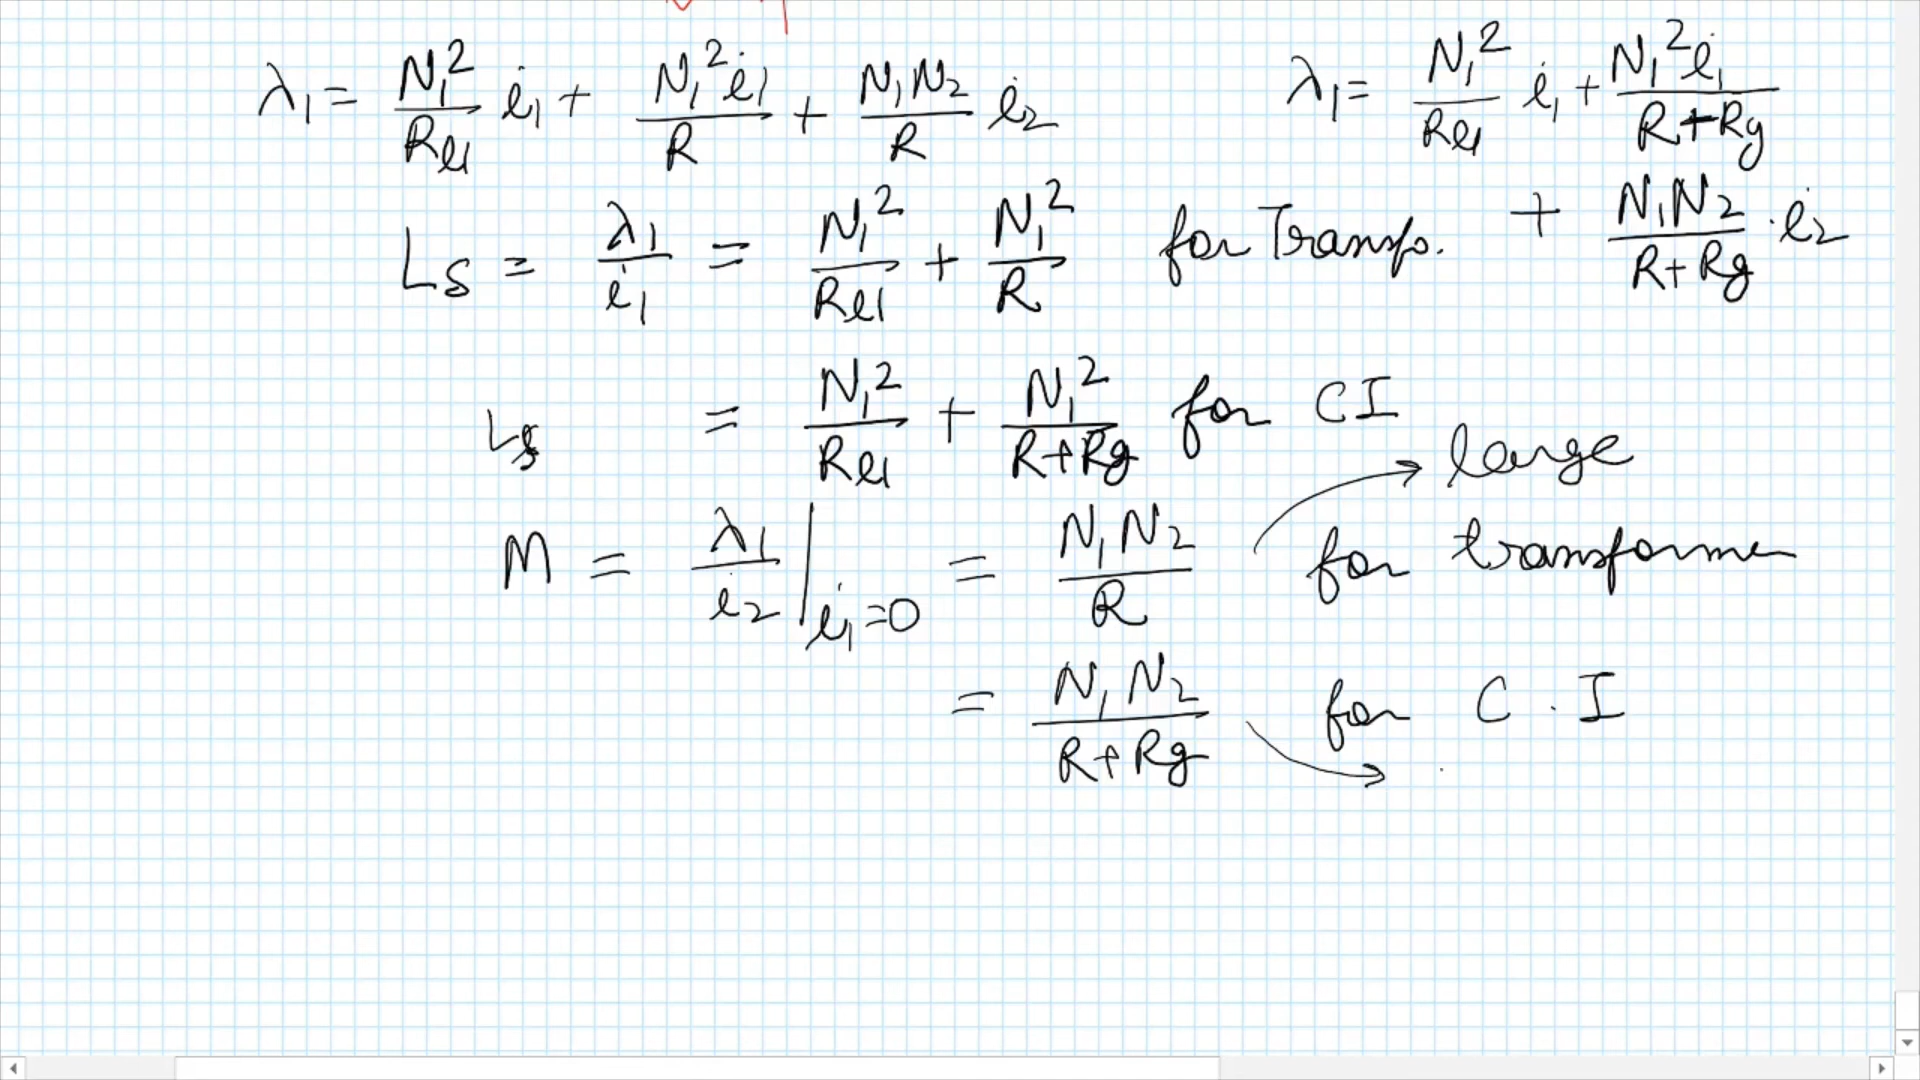 λ₁ = N₁²/Rℓ₁ i₁ + N₁² i₁/R + N₁N₂/R i₂
λ₁ = N₁²/Rℓ₁ i₁ + N₁² i₁/R+Rg
+ N₁N₂/R+Rg · i₂
Ls = λ₁/i₁ = N₁²/Rℓ₁ + N₁²/R for Transfo.
Ls = N₁²/Rℓ₁ + N₁²/R+Rg for CI
→ large
M = λ₁/i₂ |i₁=0 = N₁N₂/R for transformer
= N₁N₂/R+Rg for C.I
→